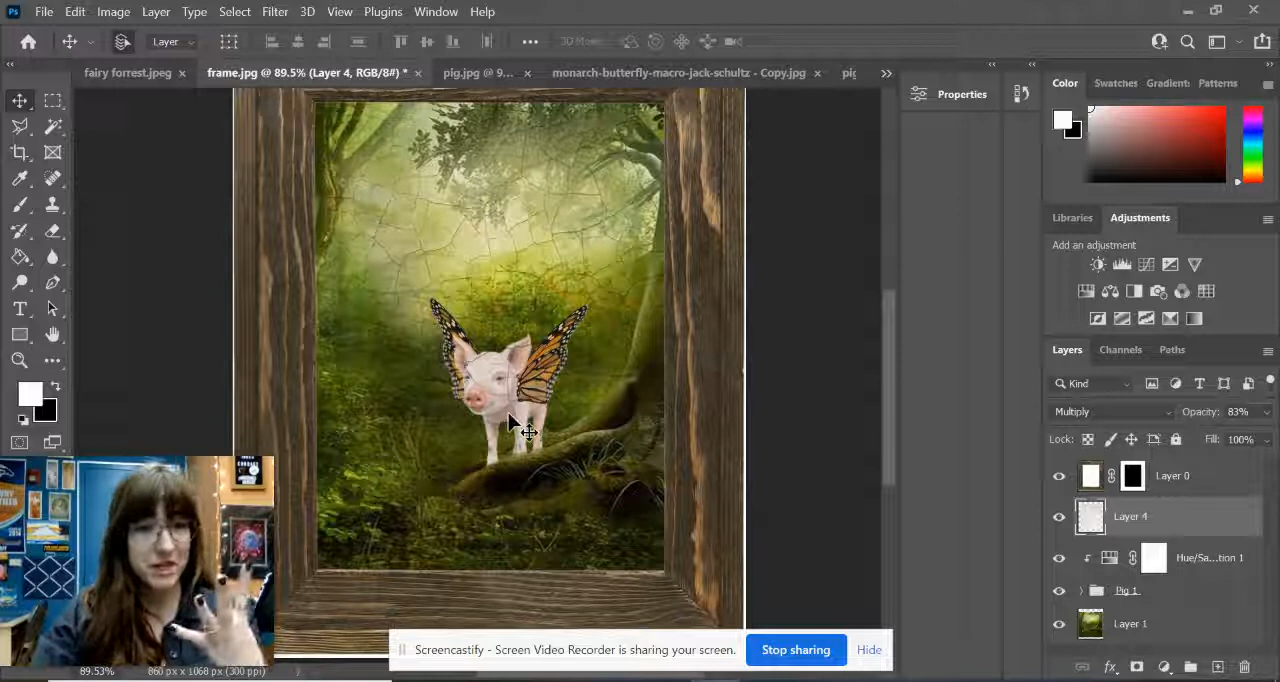 Ps File Edit Image Layer Type Select Filter 3D View Plugins Window Help
Layer
fairy forrest.jpeg × frame.jpg @ 89.5% (Layer 4, RGB/8#) * × pig.jpg @ 9... × monarch-butterfly-macro-jack-schultz - Copy.jpg × pig
Properties
Color Swatches Gradient: Patterns
Libraries Adjustments
Add an adjustment
Layers Channels Paths
Kind
Multiply Opacity: 83%
Lock: Fill: 100%
Layer 0
Layer 4
Hue/Sa...tion 1
Pig 1
Layer 1
Screencastify - Screen Video Recorder is sharing your screen. Stop sharing Hide
89.53% 860 px x 1068 px (300 ppi)
fx